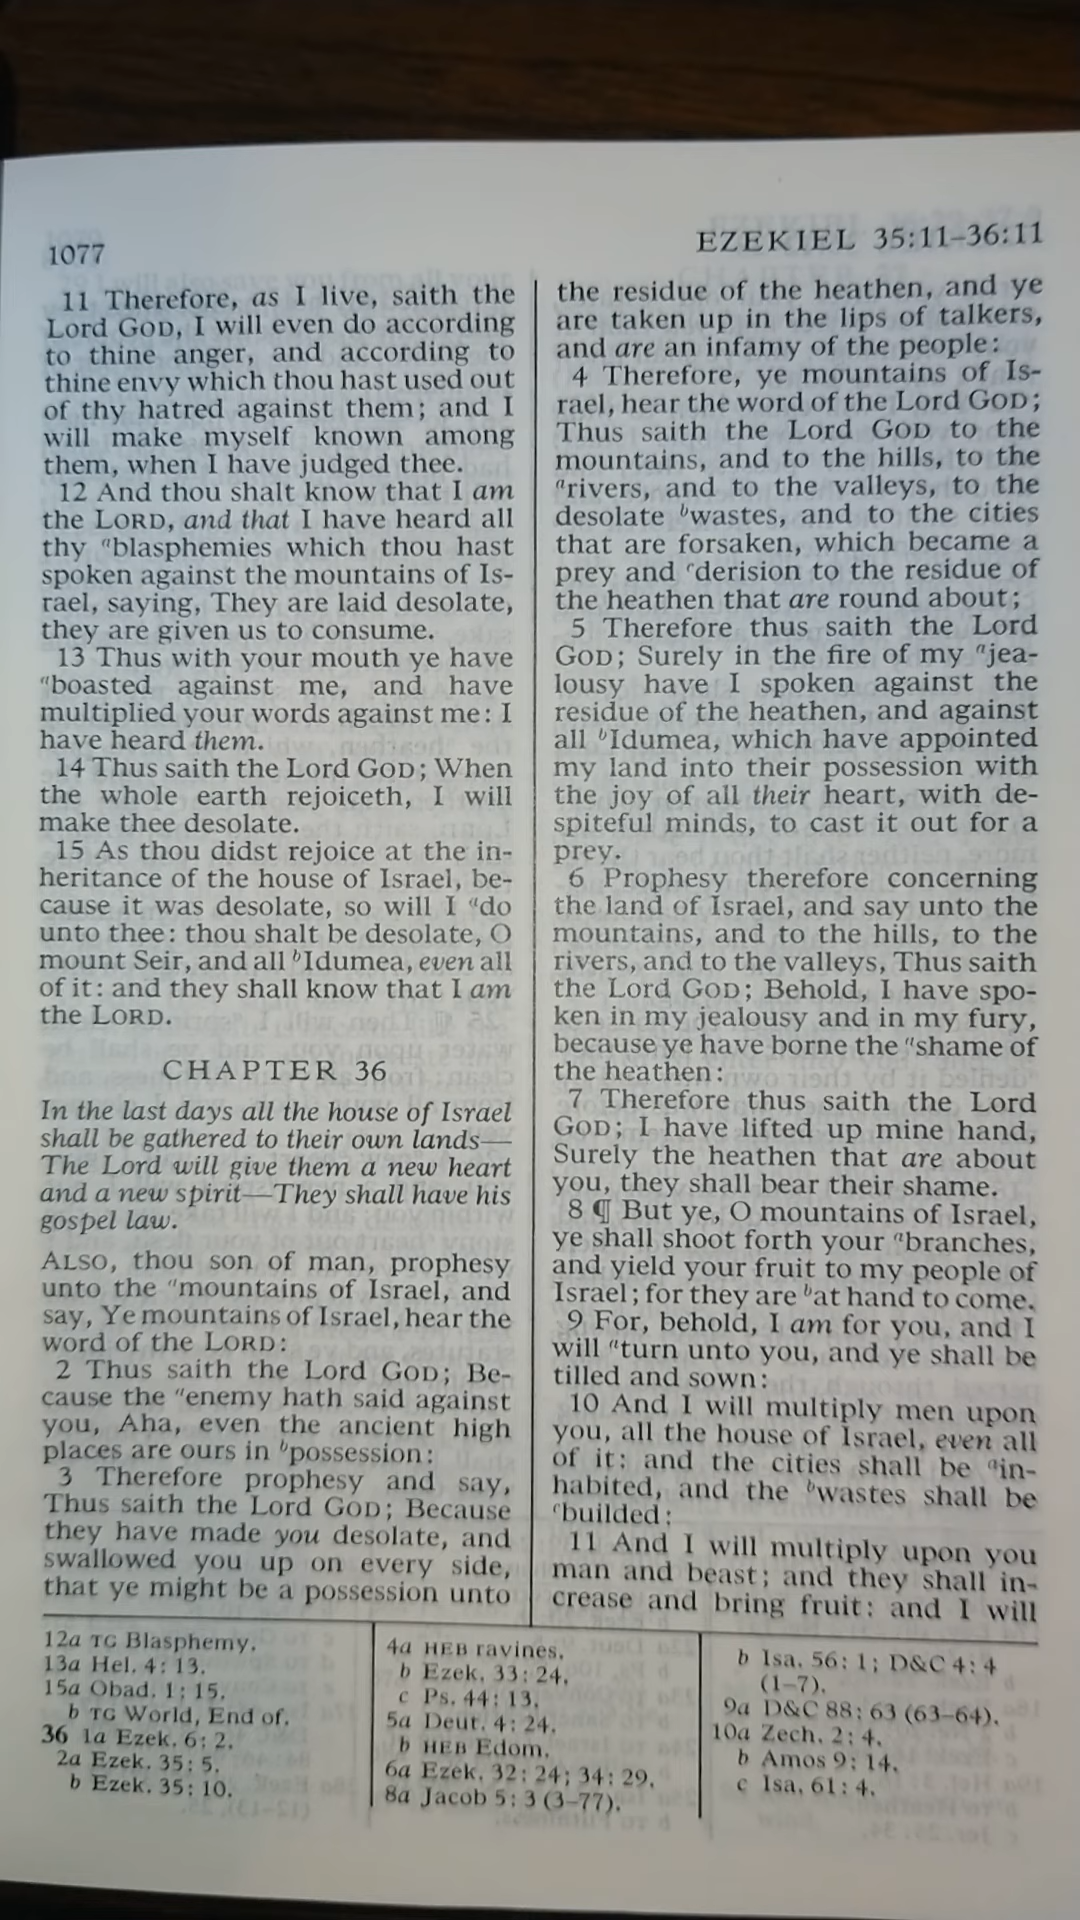 1077
EZEKIEL 35:11–36:11
11 Therefore, as I live, saith the
Lord GOD, I will even do according
to thine anger, and according to
thine envy which thou hast used out
of thy hatred against them; and I
will make myself known among
them, when I have judged thee.
12 And thou shalt know that I am
the LORD, and that I have heard all
thy ablasphemies which thou hast
spoken against the mountains of Is-
rael, saying, They are laid desolate,
they are given us to consume.
13 Thus with your mouth ye have
aboasted against me, and have
multiplied your words against me: I
have heard them.
14 Thus saith the Lord GOD; When
the whole earth rejoiceth, I will
make thee desolate.
15 As thou didst rejoice at the in-
heritance of the house of Israel, be-
cause it was desolate, so will I ado
unto thee: thou shalt be desolate, O
mount Seir, and all bIdumea, even all
of it: and they shall know that I am
the LORD.
CHAPTER 36
In the last days all the house of Israel
shall be gathered to their own lands—
The Lord will give them a new heart
and a new spirit—They shall have his
gospel law.
ALSO, thou son of man, prophesy
unto the amountains of Israel, and
say, Ye mountains of Israel, hear the
word of the LORD:
2 Thus saith the Lord GOD; Be-
cause the aenemy hath said against
you, Aha, even the ancient high
places are ours in bpossession:
3 Therefore prophesy and say,
Thus saith the Lord GOD; Because
they have made you desolate, and
swallowed you up on every side,
that ye might be a possession unto
the residue of the heathen, and ye
are taken up in the lips of talkers,
and are an infamy of the people:
4 Therefore, ye mountains of Is-
rael, hear the word of the Lord GOD;
Thus saith the Lord GOD to the
mountains, and to the hills, to the
arivers, and to the valleys, to the
desolate bwastes, and to the cities
that are forsaken, which became a
prey and cderision to the residue of
the heathen that are round about;
5 Therefore thus saith the Lord
GOD; Surely in the fire of my ajea-
lousy have I spoken against the
residue of the heathen, and against
all bIdumea, which have appointed
my land into their possession with
the joy of all their heart, with de-
spiteful minds, to cast it out for a
prey.
6 Prophesy therefore concerning
the land of Israel, and say unto the
mountains, and to the hills, to the
rivers, and to the valleys, Thus saith
the Lord GOD; Behold, I have spo-
ken in my jealousy and in my fury,
because ye have borne the ashame of
the heathen:
7 Therefore thus saith the Lord
GOD; I have lifted up mine hand,
Surely the heathen that are about
you, they shall bear their shame.
8 ¶ But ye, O mountains of Israel,
ye shall shoot forth your abranches,
and yield your fruit to my people of
Israel; for they are bat hand to come.
9 For, behold, I am for you, and I
will aturn unto you, and ye shall be
tilled and sown:
10 And I will multiply men upon
you, all the house of Israel, even all
of it: and the cities shall be ain-
habited, and the bwastes shall be
cbuilded:
11 And I will multiply upon you
man and beast; and they shall in-
crease and bring fruit: and I will
12a TG Blasphemy.
13a Hel. 4: 13.
15a Obad. 1: 15.
b TG World, End of.
36 1a Ezek. 6: 2.
2a Ezek. 35: 5.
b Ezek. 35: 10.
4a HEB ravines.
b Ezek. 33: 24.
c Ps. 44: 13.
5a Deut. 4: 24.
b HEB Edom.
6a Ezek. 32: 24; 34: 29.
8a Jacob 5: 3 (3–77).
b Isa. 56: 1; D&C 4: 4
(1–7).
9a D&C 88: 63 (63–64).
10a Zech. 2: 4.
b Amos 9: 14.
c Isa. 61: 4.